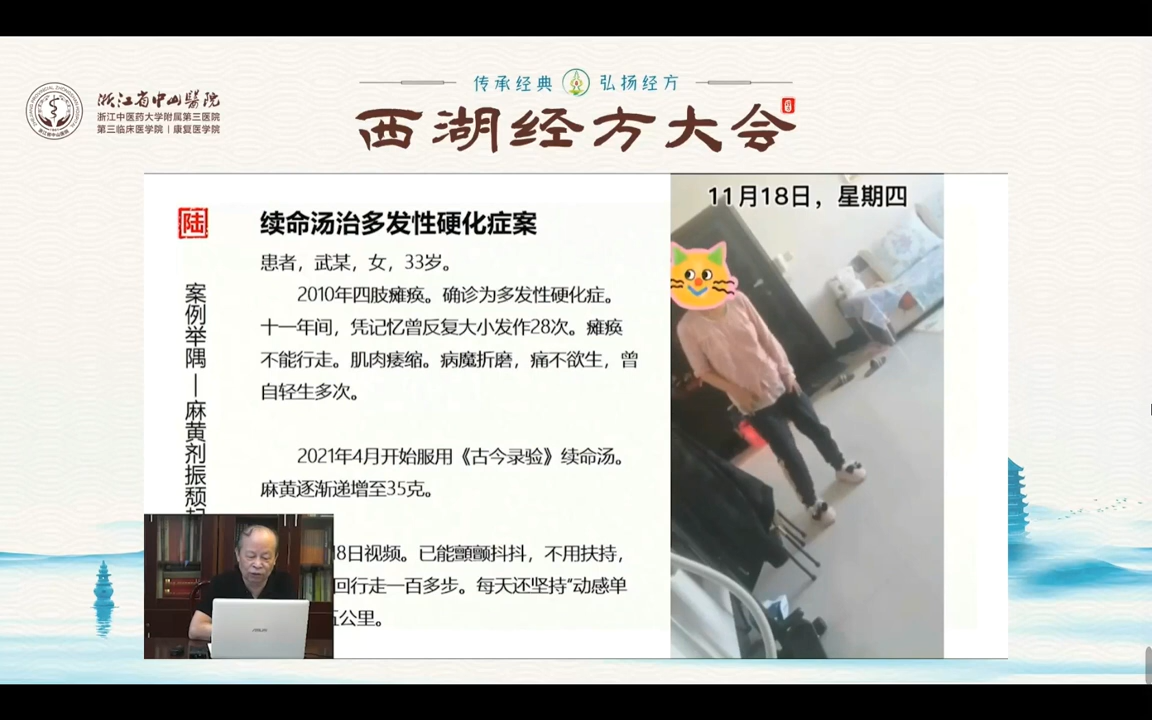 传承经典 弘扬经方
西湖经方大会
浙江省中山醫院
浙江中医药大学附属第三医院
第三临床医学院 | 康复医学院
陆
案例举隅—麻黄剂振颓起
续命汤治多发性硬化症案
患者，武某，女，33岁。
2010年四肢瘫痪。确诊为多发性硬化症。
十一年间，凭记忆曾反复大小发作28次。瘫痪
不能行走。肌肉痿缩。病魔折磨，痛不欲生，曾
自轻生多次。
2021年4月开始服用《古今录验》续命汤。
麻黄逐渐递增至35克。
18日视频。已能颤颤抖抖，不用扶持，
回行走一百多步。每天还坚持“动感单
五公里。
11月18日，星期四
ASUS